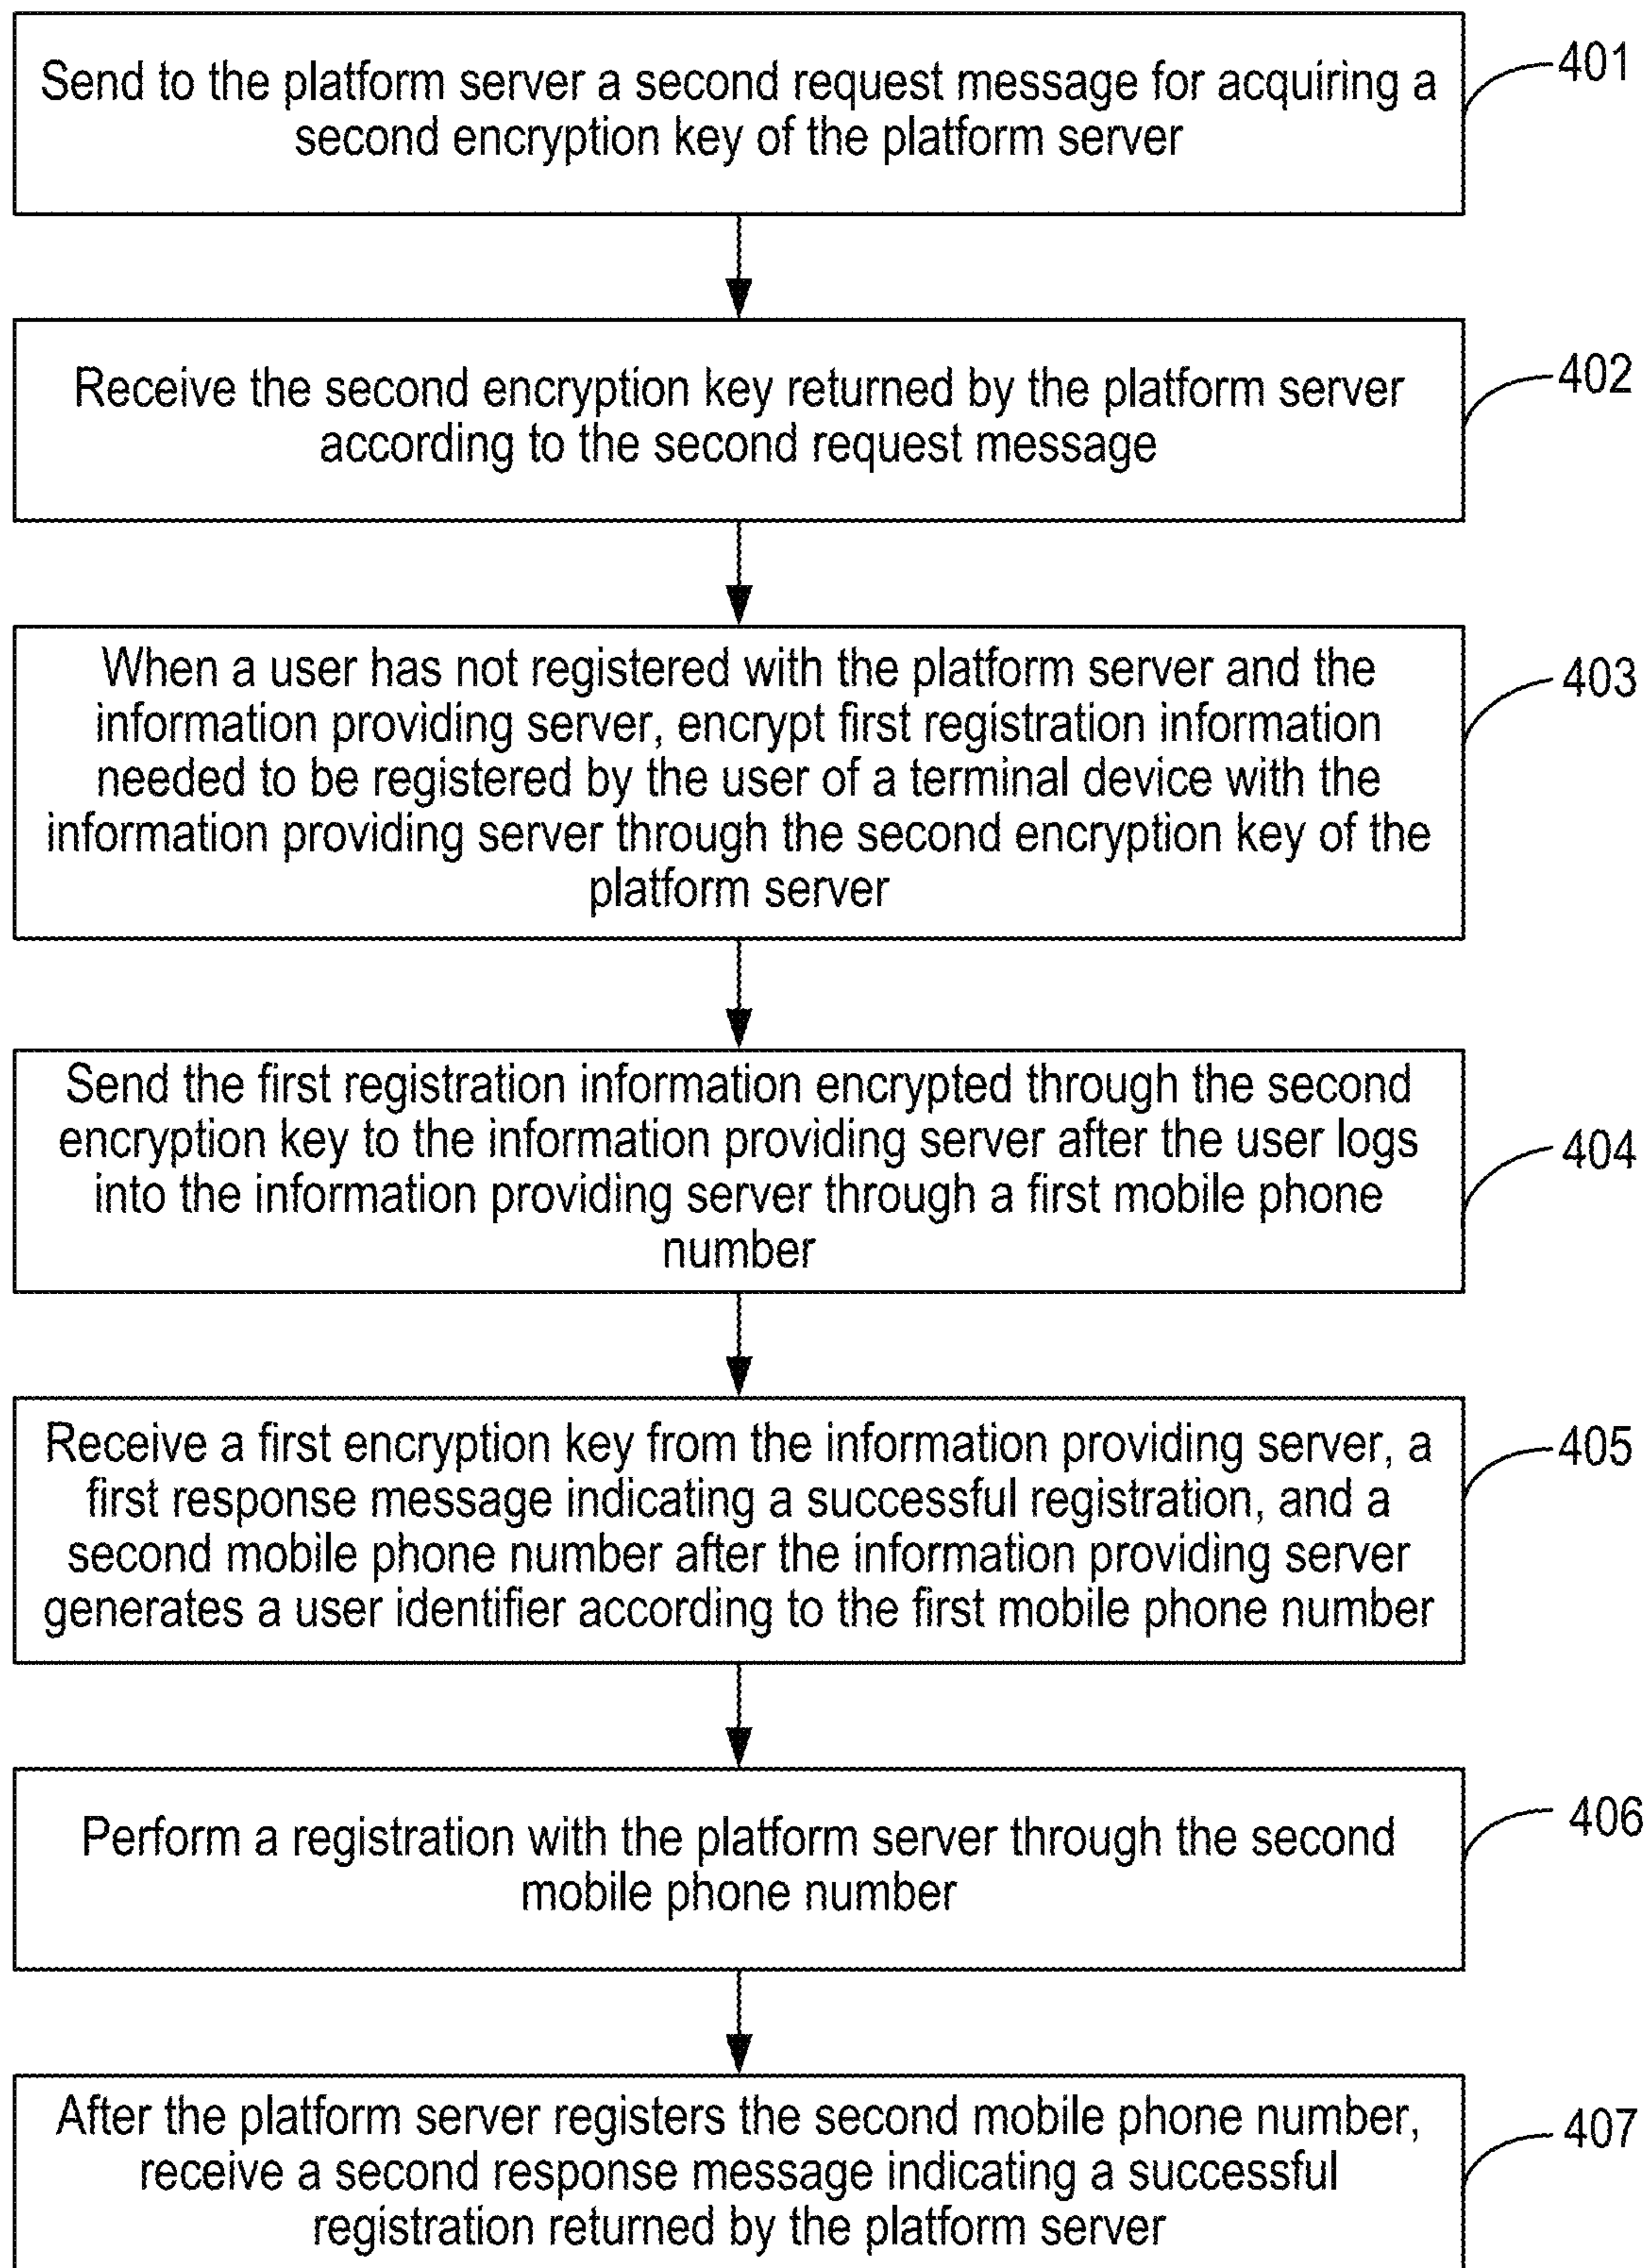 Send to the platform server a second request message for acquiring a
second encryption key of the platform server
401
Receive the second encryption key returned by the platform server
according to the second request message
402
When a user has not registered with the platform server and the
information providing server, encrypt first registration information
needed to be registered by the user of a terminal device with the
information providing server through the second encryption key of the
platform server
403
Send the first registration information encrypted through the second
encryption key to the information providing server after the user logs
into the information providing server through a first mobile phone
number
404
Receive a first encryption key from the information providing server, a
first response message indicating a successful registration, and a
second mobile phone number after the information providing server
generates a user identifier according to the first mobile phone number
405
Perform a registration with the platform server through the second
mobile phone number
406
After the platform server registers the second mobile phone number,
receive a second response message indicating a successful
registration returned by the platform server
407